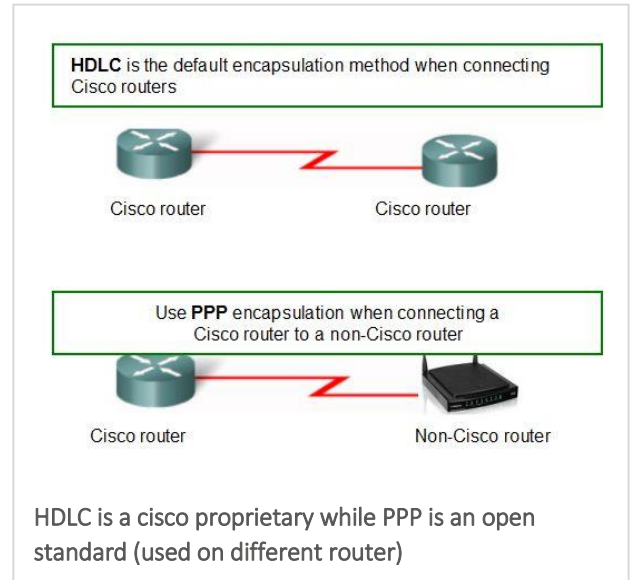 HDLC is the default encapsulation method when connecting
Cisco routers
Cisco router
Cisco router
Use PPP encapsulation when connecting a
Cisco router to a non-Cisco router
Cisco router
Non-Cisco router
HDLC is a cisco proprietary while PPP is an open
standard (used on different router)